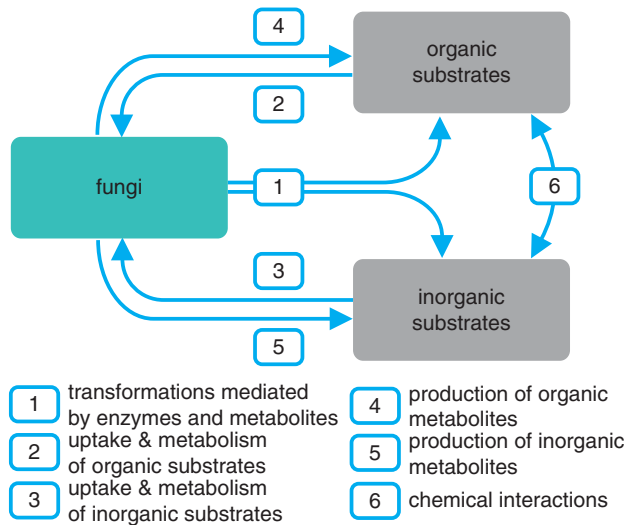 4
organic
substrates
2
fungi
1
6
3
inorganic
substrates
5
1 transformations mediated
by enzymes and metabolites
2 uptake & metabolism
of organic substrates
3 uptake & metabolism
of inorganic substrates
4 production of organic
metabolites
5 production of inorganic
metabolites
6 chemical interactions